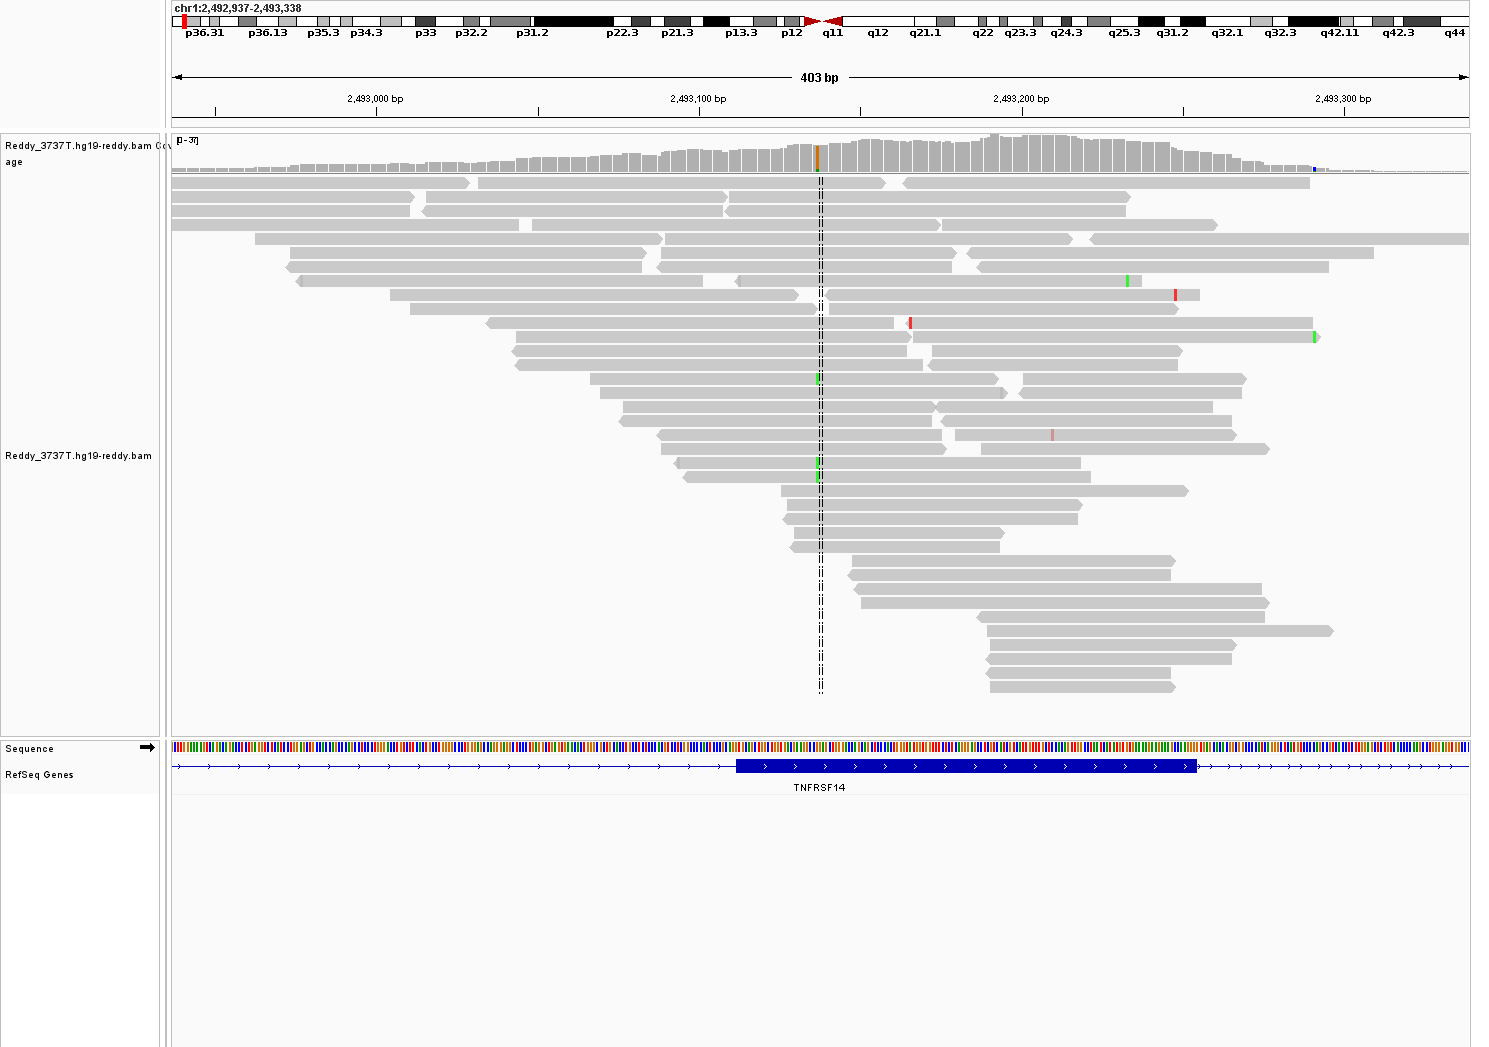 chr1:2,492,937-2,493,338
p36.31 p36.13 p35.3 p34.3 p33 p32.2 p31.2 p22.3 p21.3 p13.3 p12 q11 q12 q21.1 q22 q23.3 q24.3 q25.3 q31.2 q32.1 q32.3 q42.11 q42.3 q44
403 bp
2,493,000 bp 2,493,100 bp 2,493,200 bp 2,493,300 bp
[0 - 37]
Reddy_3737T.hg19-reddy.bam Cov
age
Reddy_3737T.hg19-reddy.bam
Sequence
RefSeq Genes
TNFRSF14